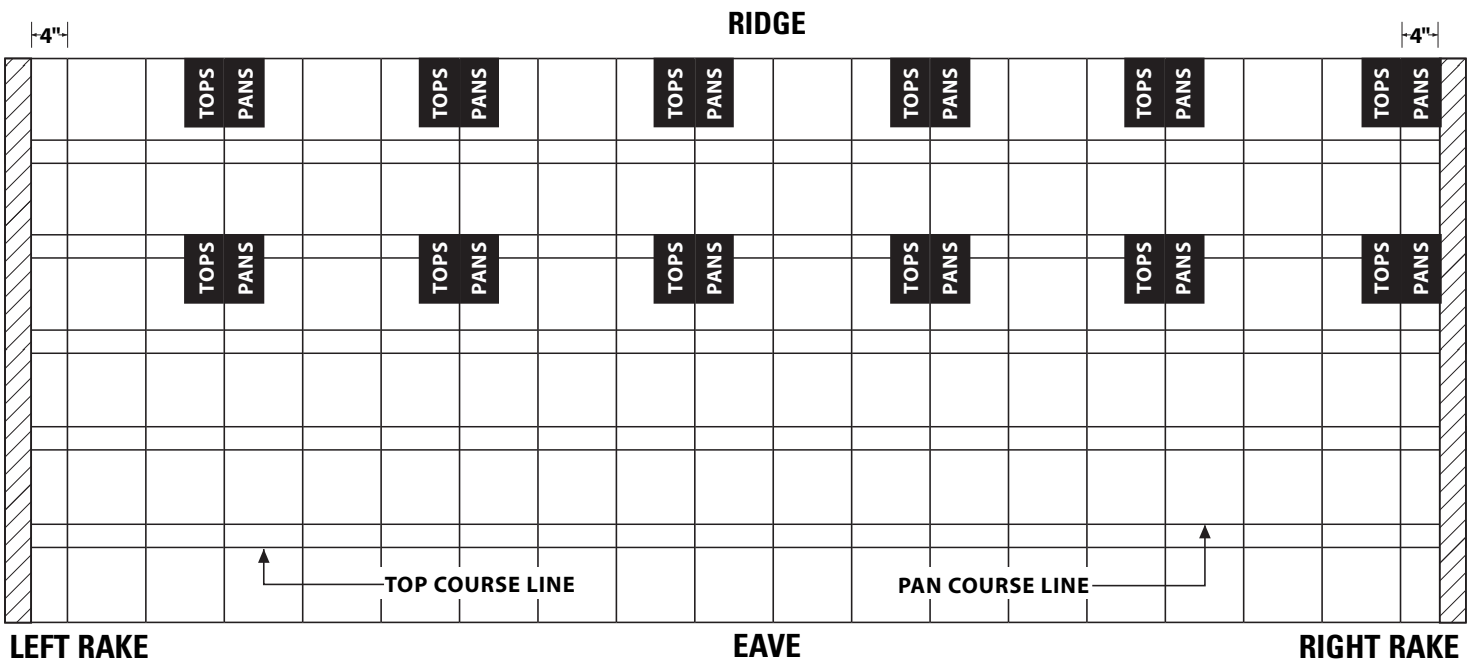 RIDGE
4" 4"
TOPS PANS TOPS PANS TOPS PANS TOPS PANS TOPS PANS TOPS PANS
TOPS PANS TOPS PANS TOPS PANS TOPS PANS TOPS PANS TOPS PANS
TOP COURSE LINE PAN COURSE LINE
LEFT RAKE EAVE RIGHT RAKE